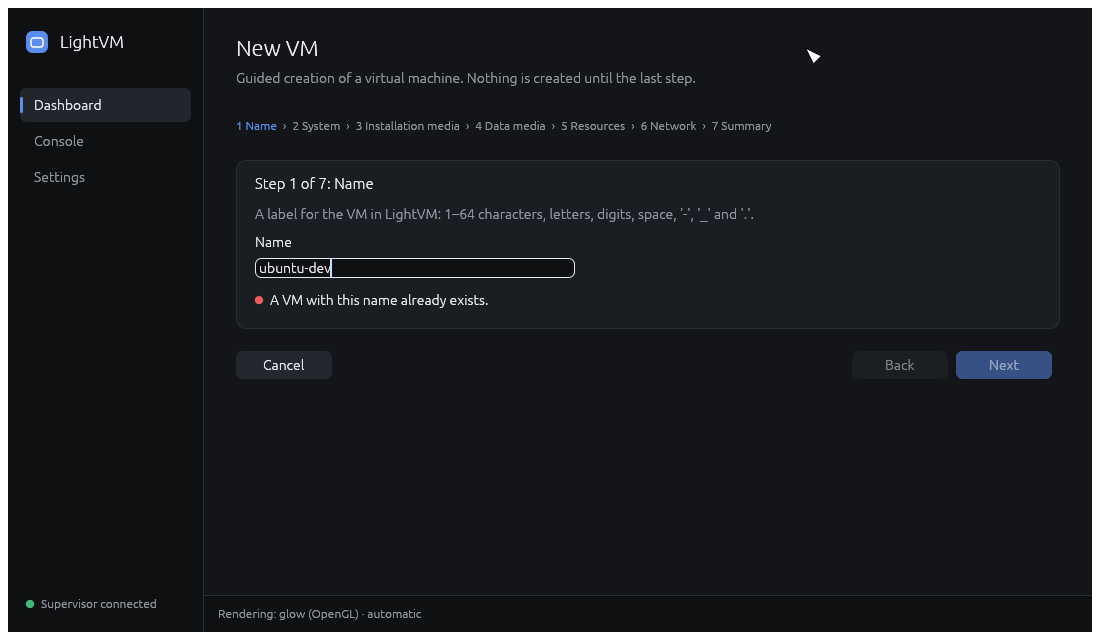 LightVM
Dashboard
Console
Settings
Supervisor connected
New VM
Guided creation of a virtual machine. Nothing is created until the last step.
1 Name › 2 System › 3 Installation media › 4 Data media › 5 Resources › 6 Network › 7 Summary
Step 1 of 7: Name
A label for the VM in LightVM: 1–64 characters, letters, digits, space, '-', '_' and '.'.
Name
ubuntu-dev
A VM with this name already exists.
Cancel
Back
Next
Rendering: glow (OpenGL) · automatic